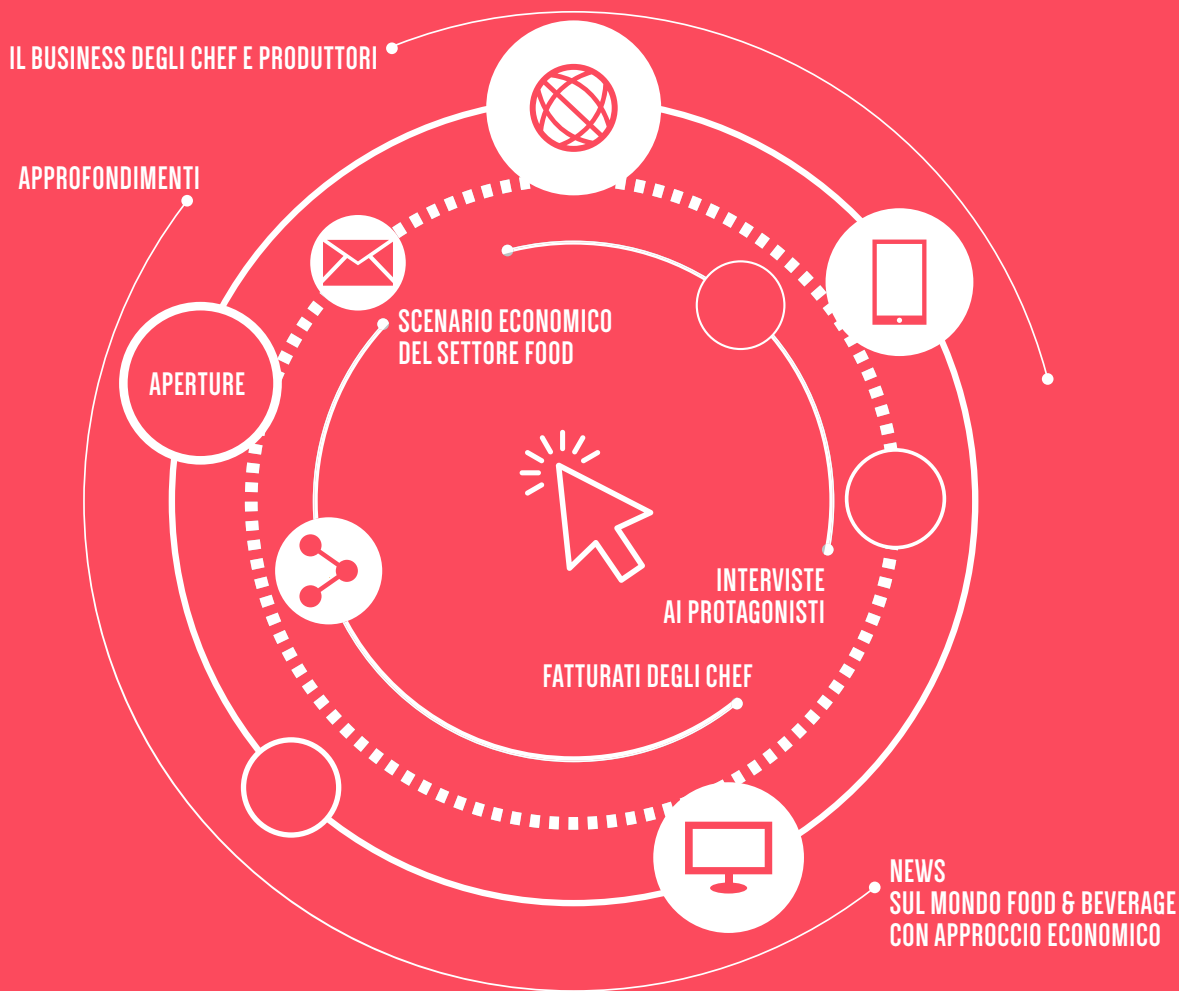 IL BUSINESS DEGLI CHEF E PRODUTTORI
APPROFONDIMENTI
SCENARIO ECONOMICO
DEL SETTORE FOOD
APERTURE
INTERVISTE
AI PROTAGONISTI
FATTURATI DEGLI CHEF
NEWS
SUL MONDO FOOD & BEVERAGE
CON APPROCCIO ECONOMICO